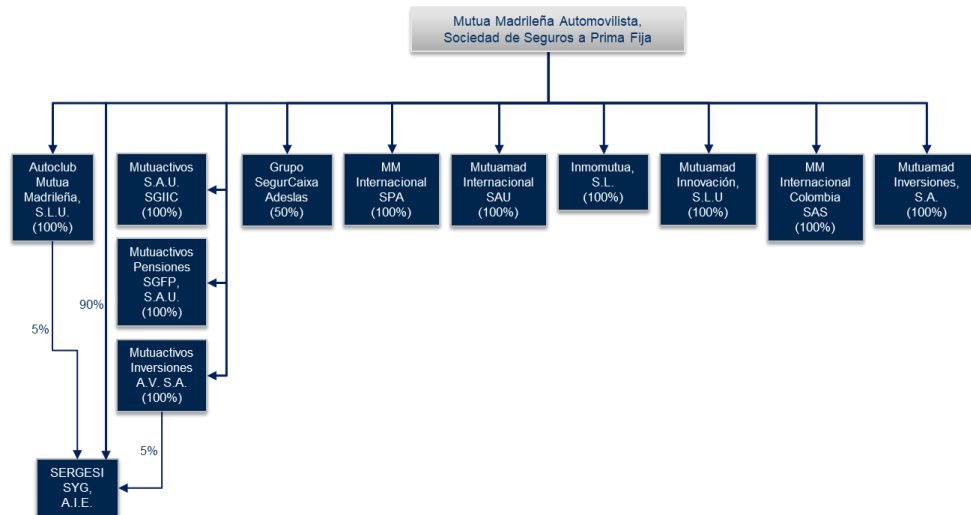 Mutua Madrileña Automovilista,
Sociedad de Seguros a Prima Fija
Autoclub
Mutua
Madrileña,
S.L.U.
(100%)
Mutuactivos
S.A.U.
SGIIC
(100%)
Grupo
SegurCaixa
Adeslas
(50%)
MM
Internacional
SPA
(100%)
Mutuamad
Internacional
SAU
(100%)
Inmomutua,
S.L.
(100%)
Mutuamad
Innovación,
S.L.U
(100%)
MM
Internacional
Colombia
SAS
(100%)
Mutuamad
Inversiones,
S.A.
(100%)
Mutuactivos
Pensiones
SGFP,
S.A.U.
(100%)
90%
5%
Mutuactivos
Inversiones
A.V. S.A.
(100%)
5%
SERGESI
SYG,
A.I.E.